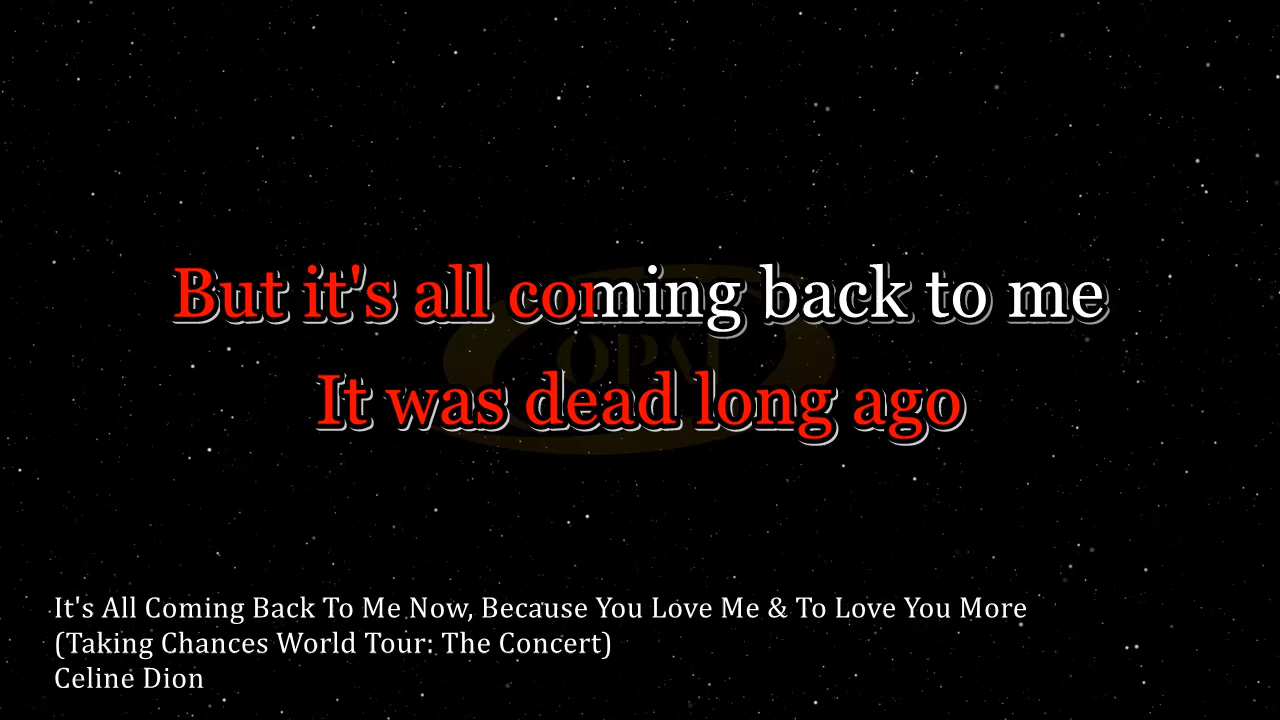 But it's all coming back to me
OPAL
It was dead long ago
It's All Coming Back To Me Now, Because You Love Me & To Love You More
(Taking Chances World Tour: The Concert)
Celine Dion